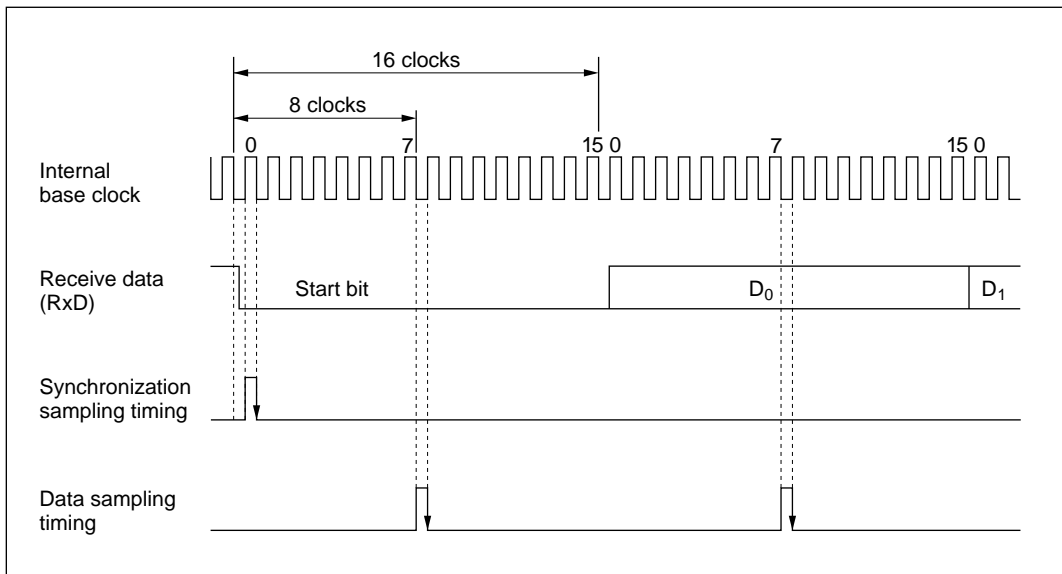 16 clocks
8 clocks
0 7 15 0 7 15 0
Internal
base clock
Receive data
(RxD)
Start bit D0 D1
Synchronization
sampling timing
Data sampling
timing